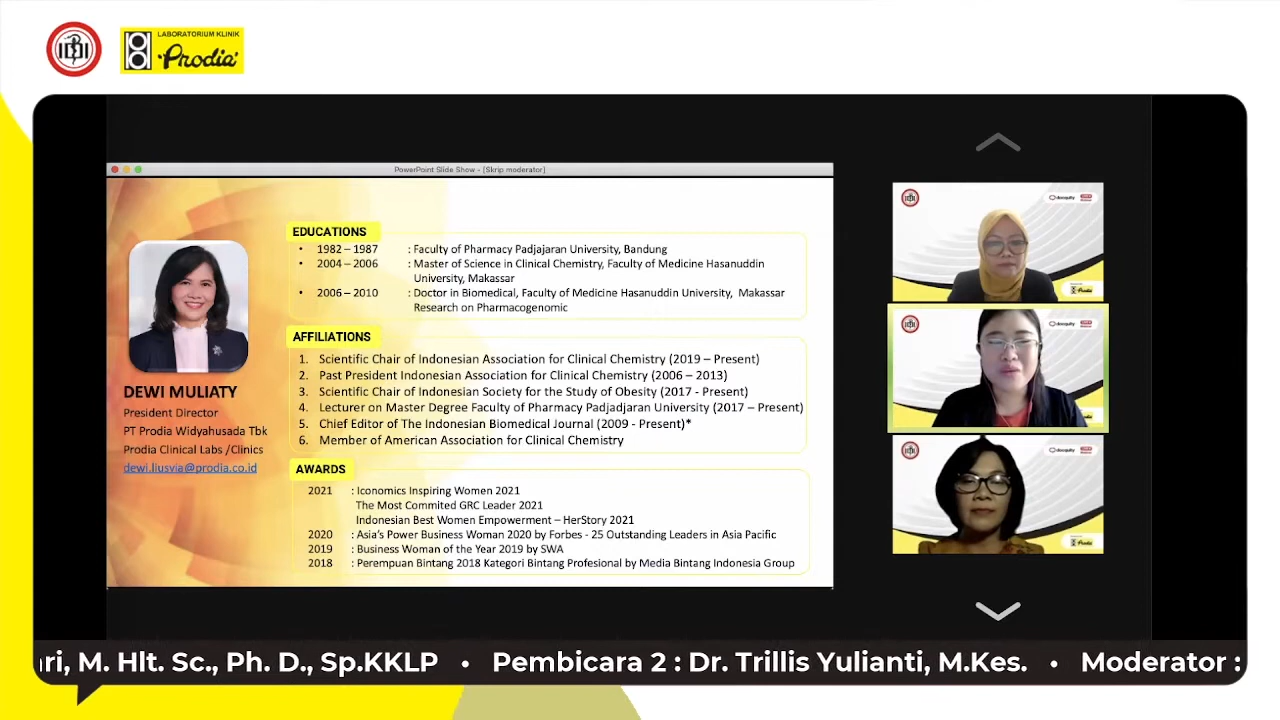 IDI
LABORATORIUM KLINIK
Prodia
PowerPoint Slide Show - [Skrip moderator]
EDUCATIONS
• 1982 – 1987 : Faculty of Pharmacy Padjajaran University, Bandung
• 2004 – 2006 : Master of Science in Clinical Chemistry, Faculty of Medicine Hasanuddin
University, Makassar
• 2006 – 2010 : Doctor in Biomedical, Faculty of Medicine Hasanuddin University, Makassar
Research on Pharmacogenomic
AFFILIATIONS
1. Scientific Chair of Indonesian Association for Clinical Chemistry (2019 – Present)
2. Past President Indonesian Association for Clinical Chemistry (2006 – 2013)
3. Scientific Chair of Indonesian Society for the Study of Obesity (2017 - Present)
4. Lecturer on Master Degree Faculty of Pharmacy Padjadjaran University (2017 – Present)
5. Chief Editor of The Indonesian Biomedical Journal (2009 - Present)*
6. Member of American Association for Clinical Chemistry
DEWI MULIATY
President Director
PT Prodia Widyahusada Tbk
Prodia Clinical Labs /Clinics
dewi.liusvia@prodia.co.id
AWARDS
2021 : Iconomics Inspiring Women 2021
The Most Commited GRC Leader 2021
Indonesian Best Women Empowerment – HerStory 2021
2020 : Asia's Power Business Woman 2020 by Forbes - 25 Outstanding Leaders in Asia Pacific
2019 : Business Woman of the Year 2019 by SWA
2018 : Perempuan Bintang 2018 Kategori Bintang Profesional by Media Bintang Indonesia Group
docquity
Prodia
docquity
docquity
Prodia
ri, M. Hlt. Sc., Ph. D., Sp.KKLP • Pembicara 2 : Dr. Trillis Yulianti, M.Kes. • Moderator :